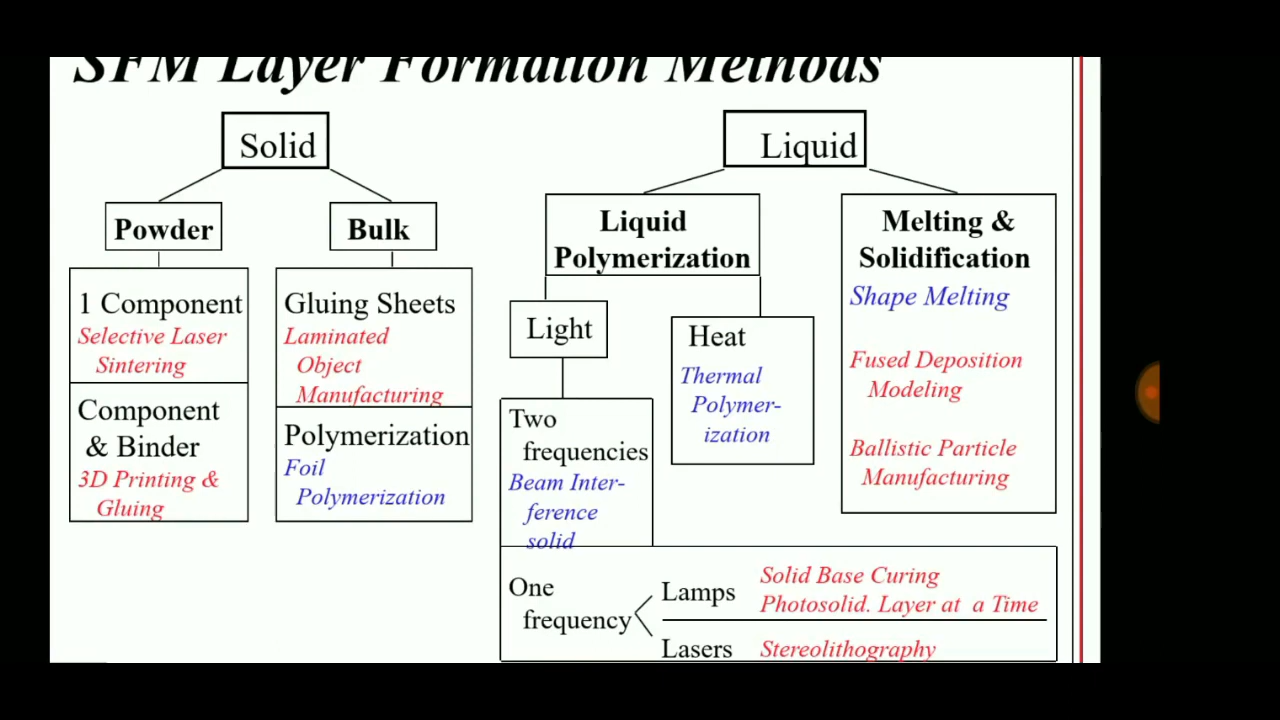 SFM Layer Formation Methods
Solid
Liquid
Powder
Bulk
1 Component
Selective Laser
Sintering
Component
& Binder
3D Printing &
Gluing
Gluing Sheets
Laminated
Object
Manufacturing
Polymerization
Foil
Polymerization
Liquid
Polymerization
Light
Two
frequencies
Beam Inter-
ference
solid
Heat
Thermal
Polymer-
ization
Melting &
Solidification
Shape Melting
Fused Deposition
Modeling
Ballistic Particle
Manufacturing
One
frequency
Lamps
Solid Base Curing
Photosolid. Layer at a Time
Lasers
Stereolithography